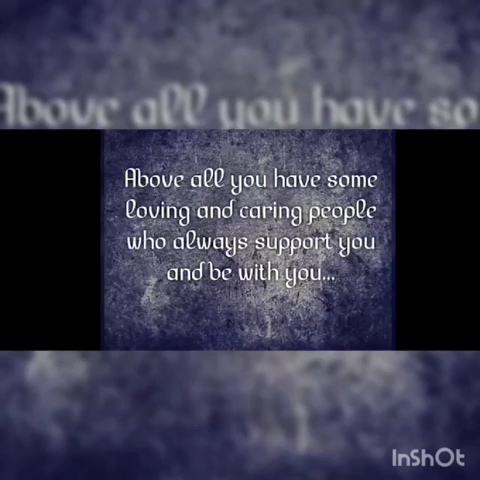 Above all you have so
Above all you have some
loving and caring people
who always support you
and be with you...
InShOt